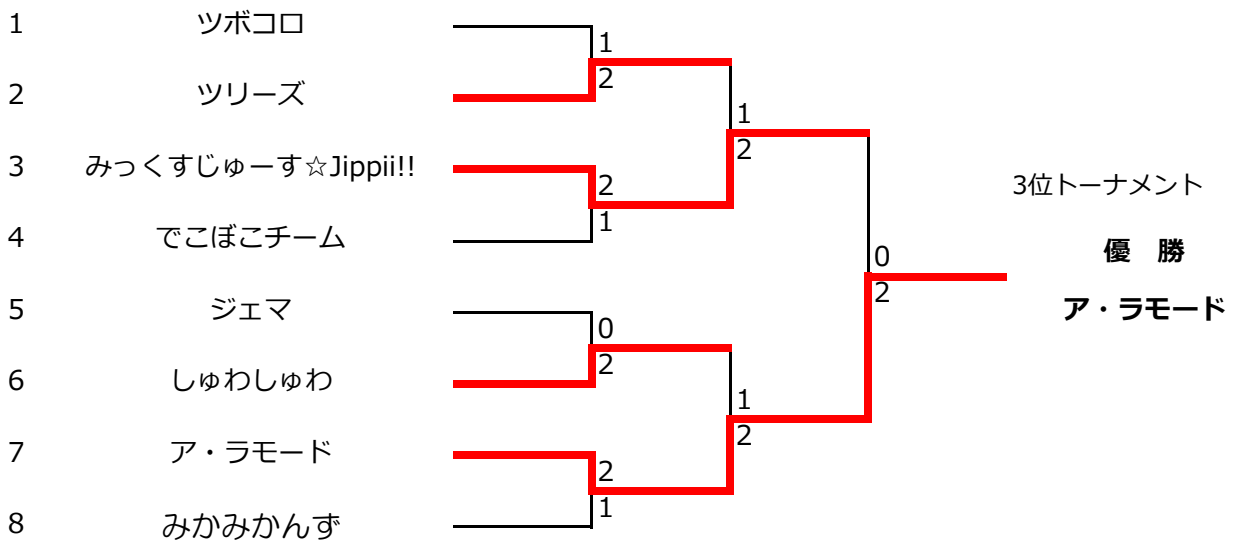 1 ツボコロ
1
2 ツリーズ
2
1
3 みっくすじゅーす☆Jippii!!
2
2
3位トーナメント
4 でこぼこチーム
1
優　勝
0
5 ジェマ
2
ア・ラモード
0
6 しゅわしゅわ
2
1
7 ア・ラモード
2
2
8 みかみかんず
1